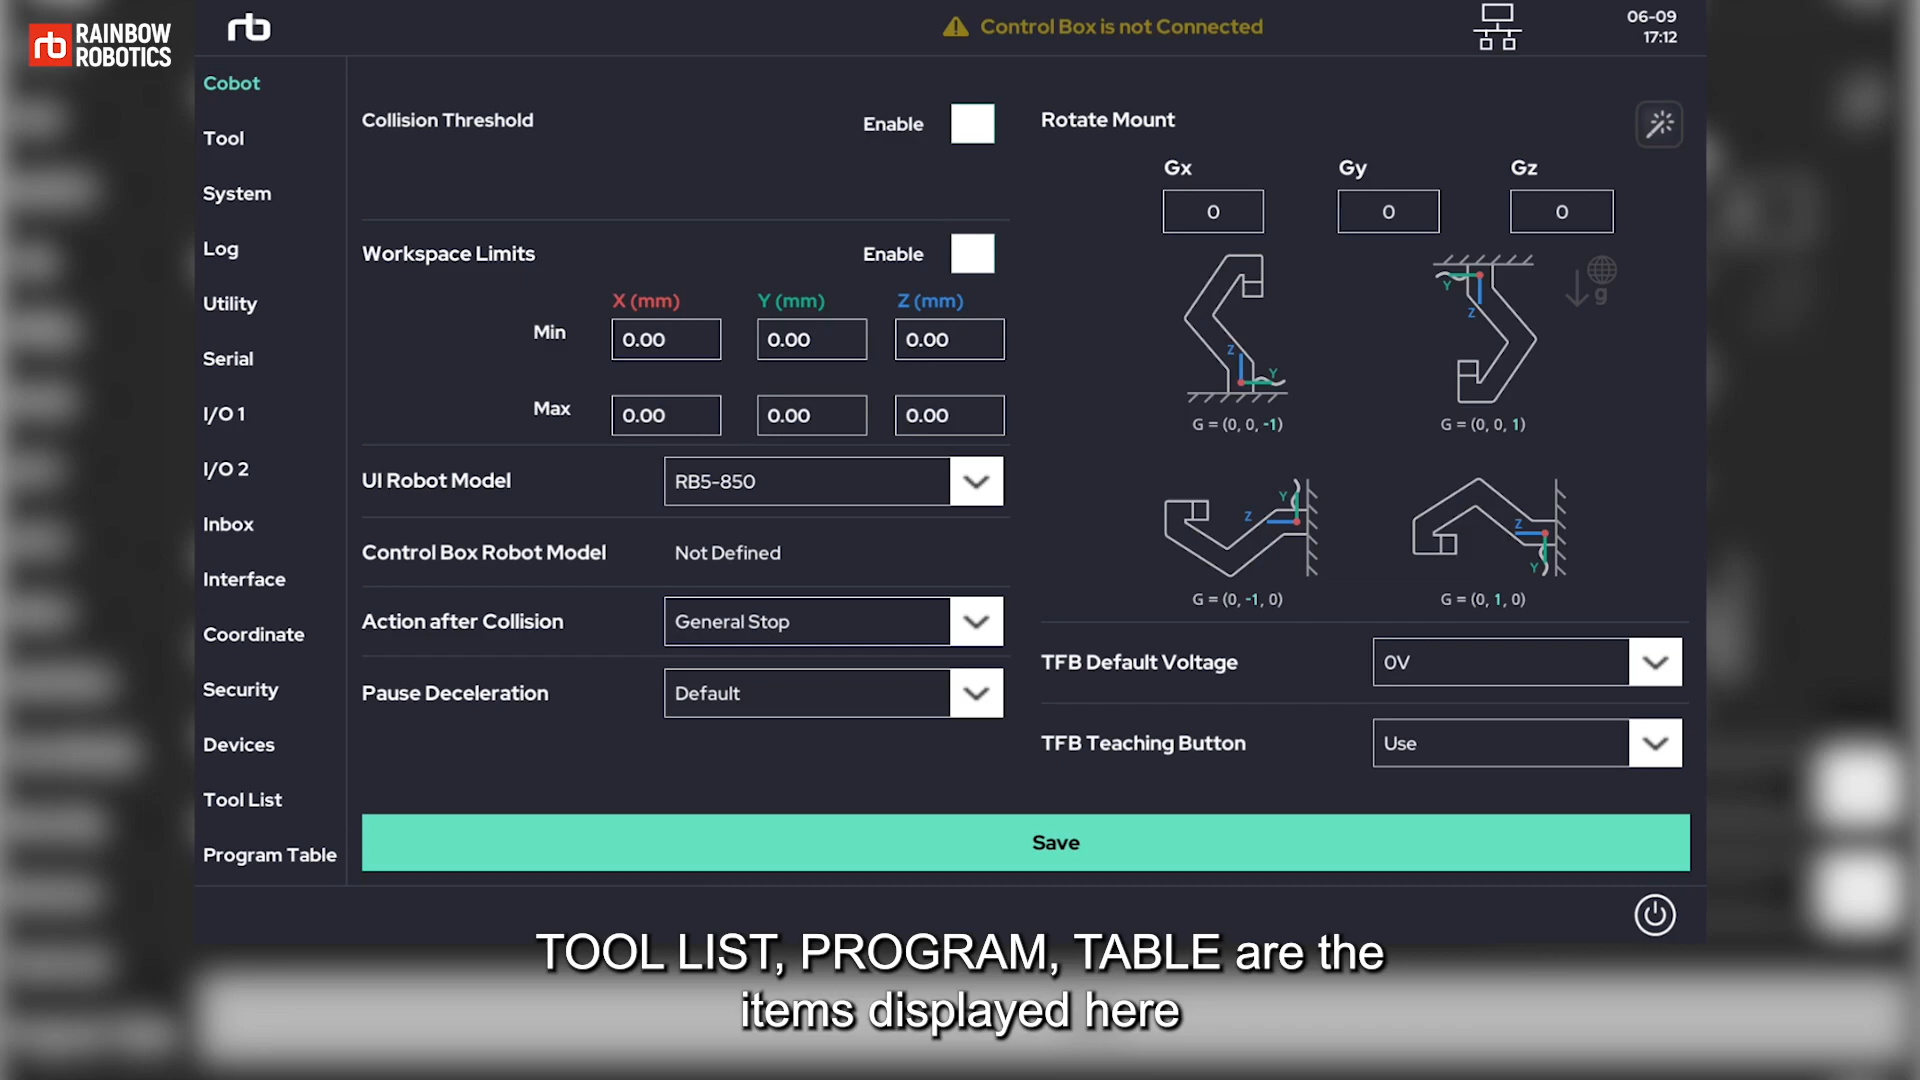 RAINBOW
ROBOTICS
rb
rb
Control Box is not Connected
06-09
17:12
Cobot
Tool
System
Log
Utility
Serial
I/O 1
I/O 2
Inbox
Interface
Coordinate
Security
Devices
Tool List
Program Table
Collision Threshold
Enable
Workspace Limits
Enable
X (mm)
Y (mm)
Z (mm)
Min
0.00
0.00
0.00
Max
0.00
0.00
0.00
UI Robot Model
RB5-850
Control Box Robot Model
Not Defined
Action after Collision
General Stop
Pause Deceleration
Default
Rotate Mount
Gx
Gy
Gz
0
0
0
Z
Y
G = (0, 0, -1)
Y
Z
g
G = (0, 0, 1)
Y
Z
G = (0, -1, 0)
Z
Y
G = (0, 1, 0)
TFB Default Voltage
0V
TFB Teaching Button
Use
Save
TOOL LIST, PROGRAM, TABLE are the
items displayed here